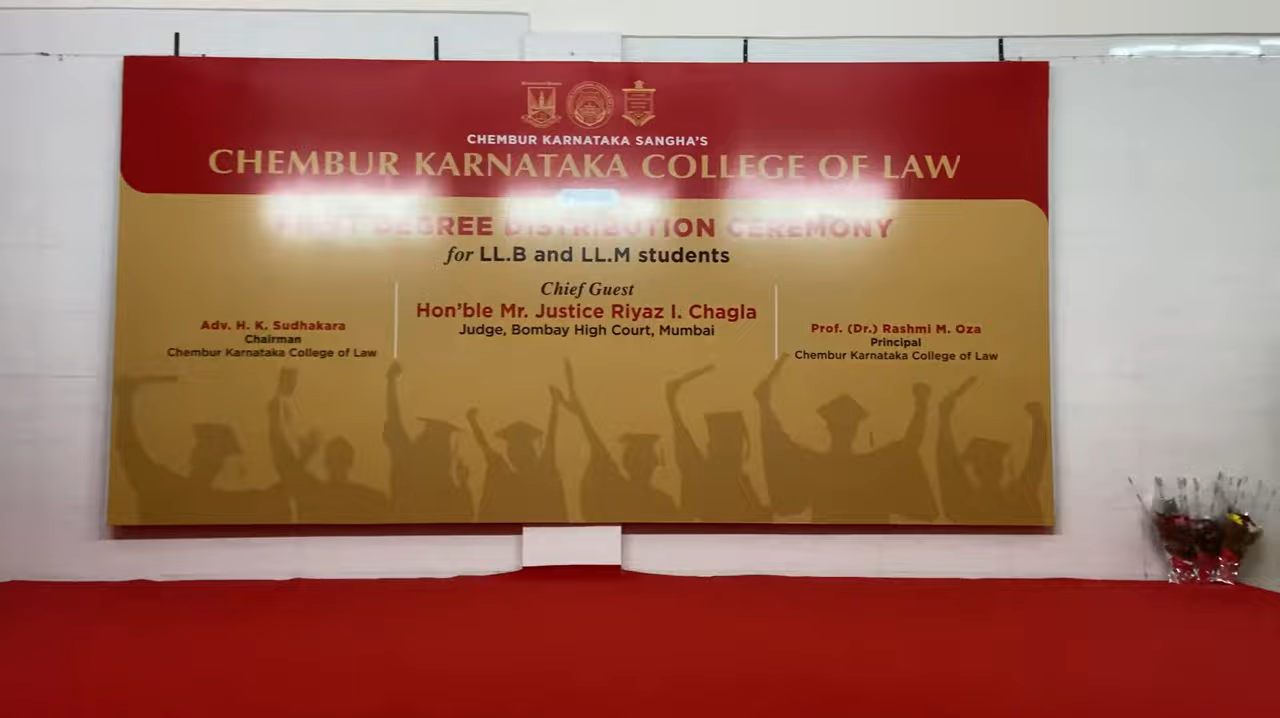 CHEMBUR KARNATAKA SANGHA'S
CHEMBUR KARNATAKA COLLEGE OF LAW
FIRST DEGREE DISTRIBUTION CEREMONY
for LL.B and LL.M students
Chief Guest
Hon'ble Mr. Justice Riyaz I. Chagla
Judge, Bombay High Court, Mumbai
Adv. H. K. Sudhakara
Chairman
Chembur Karnataka College of Law
Prof. (Dr.) Rashmi M. Oza
Principal
Chembur Karnataka College of Law